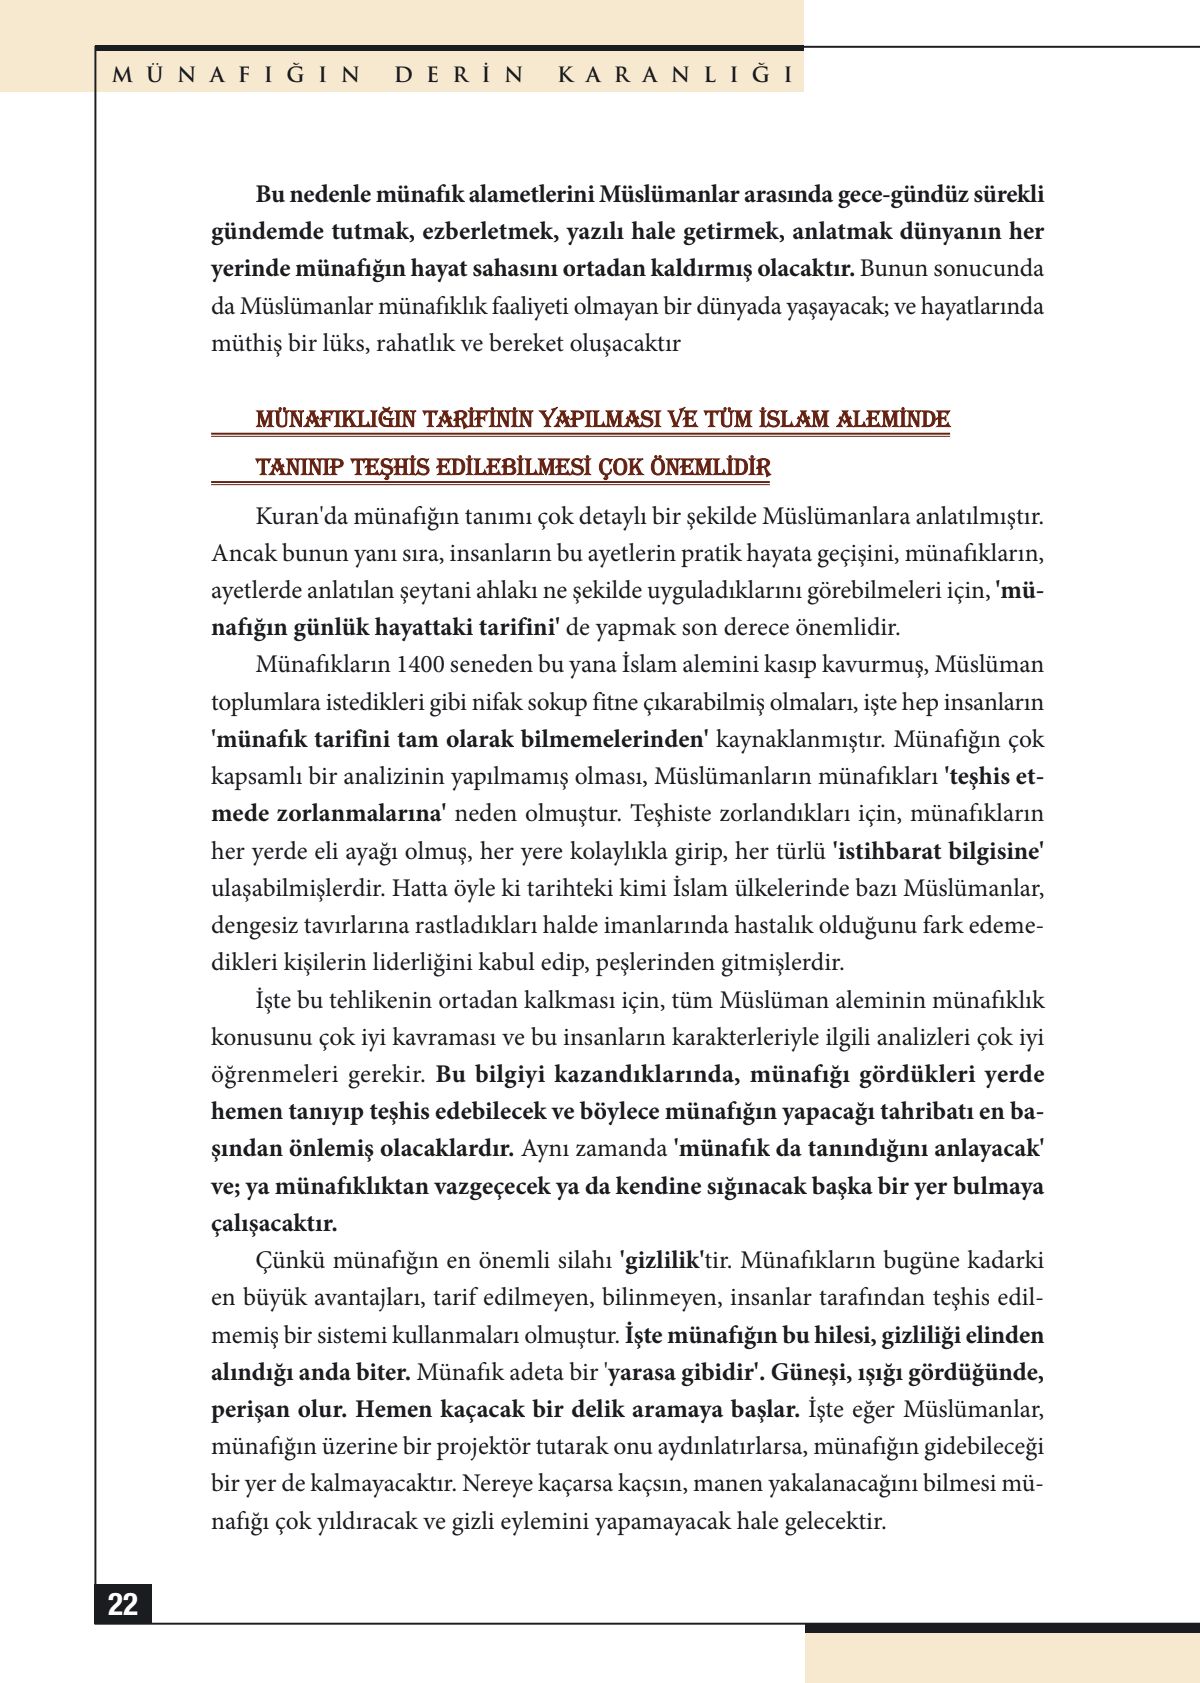 MÜNAFIĞIN DERİN KARANLIĞI
Bu nedenle münafık alametlerini Müslümanlar arasında gece-gündüz sürekli
gündemde tutmak, ezberletmek, yazılı hale getirmek, anlatmak dünyanın her
yerinde münafığın hayat sahasını ortadan kaldırmış olacaktır. Bunun sonucunda
da Müslümanlar münafıklık faaliyeti olmayan bir dünyada yaşayacak; ve hayatlarında
müthiş bir lüks, rahatlık ve bereket oluşacaktır
MÜNAFIKLIĞIN TARİFİNİN YAPILMASI VE TÜM İSLAM ALEMİNDE
TANINIP TEŞHİS EDİLEBİLMESİ ÇOK ÖNEMLİDİR
Kuran'da münafığın tanımı çok detaylı bir şekilde Müslümanlara anlatılmıştır.
Ancak bunun yanı sıra, insanların bu ayetlerin pratik hayata geçişini, münafıkların,
ayetlerde anlatılan şeytani ahlakı ne şekilde uyguladıklarını görebilmeleri için, 'mü-
nafığın günlük hayattaki tarifini' de yapmak son derece önemlidir.
Münafıkların 1400 seneden bu yana İslam alemini kasıp kavurmuş, Müslüman
toplumlara istedikleri gibi nifak sokup fitne çıkarabilmiş olmaları, işte hep insanların
'münafık tarifini tam olarak bilmemelerinden' kaynaklanmıştır. Münafığın çok
kapsamlı bir analizinin yapılmamış olması, Müslümanların münafıkları 'teşhis et-
mede zorlanmalarına' neden olmuştur. Teşhiste zorlandıkları için, münafıkların
her yerde eli ayağı olmuş, her yere kolaylıkla girip, her türlü 'istihbarat bilgisine'
ulaşabilmişlerdir. Hatta öyle ki tarihteki kimi İslam ülkelerinde bazı Müslümanlar,
dengesiz tavırlarına rastladıkları halde imanlarında hastalık olduğunu fark edeme-
dikleri kişilerin liderliğini kabul edip, peşlerinden gitmişlerdir.
İşte bu tehlikenin ortadan kalkması için, tüm Müslüman aleminin münafıklık
konusunu çok iyi kavraması ve bu insanların karakterleriyle ilgili analizleri çok iyi
öğrenmeleri gerekir. Bu bilgiyi kazandıklarında, münafığı gördükleri yerde
hemen tanıyıp teşhis edebilecek ve böylece münafığın yapacağı tahribatı en ba-
şından önlemiş olacaklardır. Aynı zamanda 'münafık da tanındığını anlayacak'
ve; ya münafıklıktan vazgeçecek ya da kendine sığınacak başka bir yer bulmaya
çalışacaktır.
Çünkü münafığın en önemli silahı 'gizlilik'tir. Münafıkların bugüne kadarki
en büyük avantajları, tarif edilmeyen, bilinmeyen, insanlar tarafından teşhis edil-
memiş bir sistemi kullanmaları olmuştur. İşte münafığın bu hilesi, gizliliği elinden
alındığı anda biter. Münafık adeta bir 'yarasa gibidir'. Güneşi, ışığı gördüğünde,
perişan olur. Hemen kaçacak bir delik aramaya başlar. İşte eğer Müslümanlar,
münafığın üzerine bir projektör tutarak onu aydınlatırlarsa, münafığın gidebileceği
bir yer de kalmayacaktır. Nereye kaçarsa kaçsın, manen yakalanacağını bilmesi mü-
nafığı çok yıldıracak ve gizli eylemini yapamayacak hale gelecektir.
22